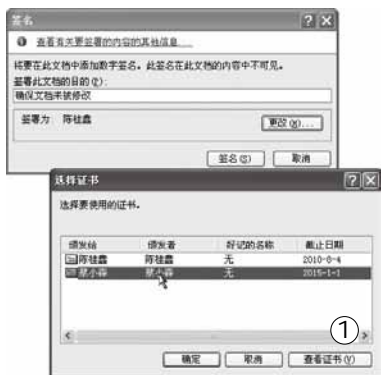 签名
查看有关要签署的内容的其他信息...
将要在此文档中添加数字签名。此签名在此文档的内容中不可见。
签署此文档的目的(P):
确保文档未被修改
签署为: 陈桂鑫
更改(H)...
签名(S) 取消
选择证书
选择要使用的证书。
颁发给 颁发者 好记的名称 截止日期
陈桂鑫 陈桂鑫 无 2010-8-4
蔡小森 蔡小森 无 2015-1-1
①
确定 取消 查看证书(V)